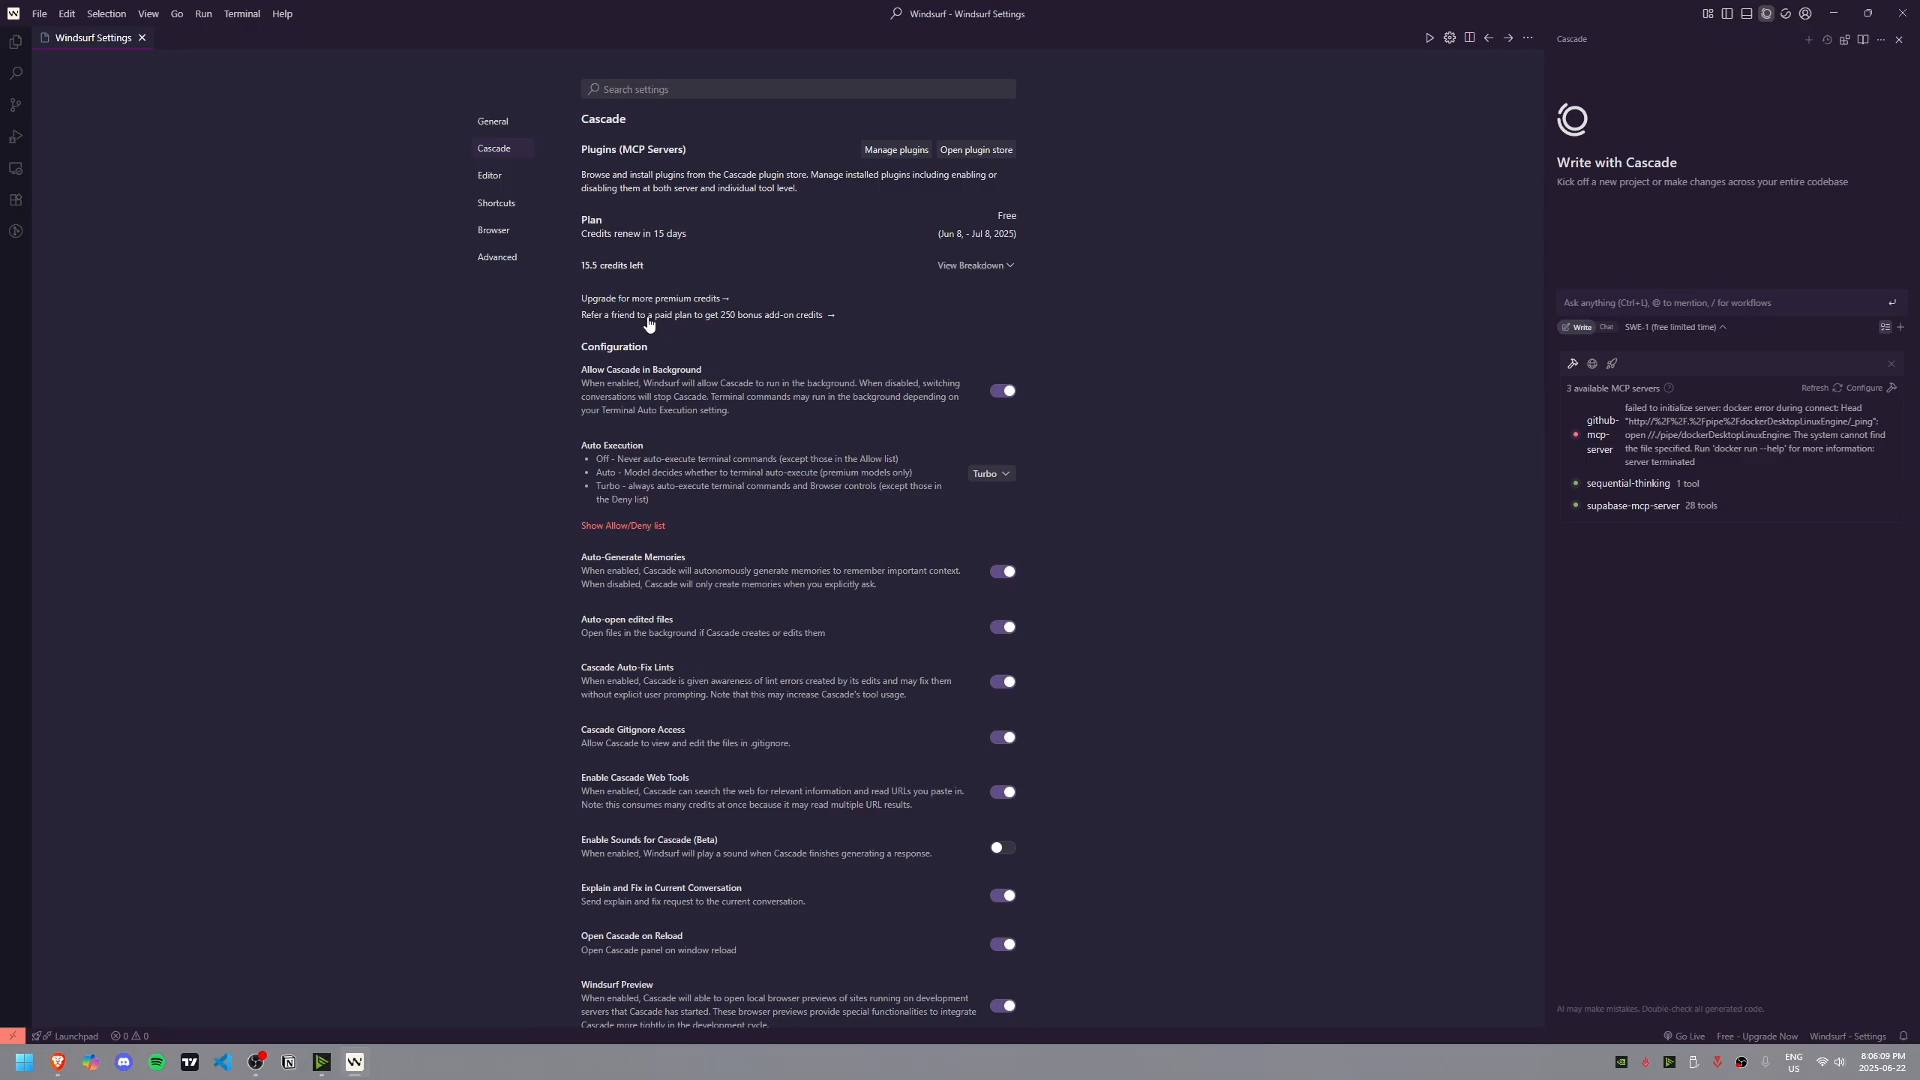 File Edit Selection View Go Run Terminal Help
Windsurf - Windsurf Settings
Windsurf Settings
Cascade
Search settings
General
Cascade
Editor
Shortcuts
Browser
Advanced
Cascade
Plugins (MCP Servers)
Manage plugins
Open plugin store
Browse and install plugins from the Cascade plugin store. Manage installed plugins including enabling or
disabling them at both server and individual tool level.
Plan
Free
Credits renew in 15 days
(Jun 8, - Jul 8, 2025)
15.5 credits left
View Breakdown
Upgrade for more premium credits →
Refer a friend to a paid plan to get 250 bonus add-on credits →
Configuration
Allow Cascade in Background
When enabled, Windsurf will allow Cascade to run in the background. When disabled, switching
conversations will stop Cascade. Terminal commands may run in the background depending on
your Terminal Auto Execution setting.
Auto Execution
• Off - Never auto-execute terminal commands (except those in the Allow list)
• Auto - Model decides whether to terminal auto-execute (premium models only)
• Turbo - always auto-execute terminal commands and Browser controls (except those in
the Deny list)
Turbo
Show Allow/Deny list
Auto-Generate Memories
When enabled, Cascade will autonomously generate memories to remember important context.
When disabled, Cascade will only create memories when you explicitly ask.
Auto-open edited files
Open files in the background if Cascade creates or edits them
Cascade Auto-Fix Lints
When enabled, Cascade is given awareness of lint errors created by its edits and may fix them
without explicit user prompting. Note that this may increase Cascade's tool usage.
Cascade Gitignore Access
Allow Cascade to view and edit the files in .gitignore.
Enable Cascade Web Tools
When enabled, Cascade can search the web for relevant information and read URLs you paste in.
Note: this consumes many credits at once because it may read multiple URL results.
Enable Sounds for Cascade (Beta)
When enabled, Windsurf will play a sound when Cascade finishes generating a response.
Explain and Fix in Current Conversation
Send explain and fix request to the current conversation.
Open Cascade on Reload
Open Cascade panel on window reload
Windsurf Preview
When enabled, Cascade will able to open local browser previews of sites running on development
servers that Cascade has started. These browser previews provide special functionalities to integrate
Cascade more tightly in the development cycle.
Write with Cascade
Kick off a new project or make changes across your entire codebase
Ask anything (Ctrl+L), @ to mention, / for workflows
Write Chat SWE-1 (free limited time)
3 available MCP servers
Refresh
Configure
github-
mcp-
server
failed to initialize server: docker: error during connect: Head
"http://%2F%2F.%2Fpipe%2FdockerDesktopLinuxEngine/_ping":
open //./pipe/dockerDesktopLinuxEngine: The system cannot find
the file specified. Run 'docker run --help' for more information:
server terminated
sequential-thinking 1 tool
supabase-mcp-server 28 tools
AI may make mistakes. Double-check all generated code.
Launchpad
0
0
Go Live
Free - Upgrade Now
Windsurf - Settings
ENG
US
8:06:09 PM
2025-06-22